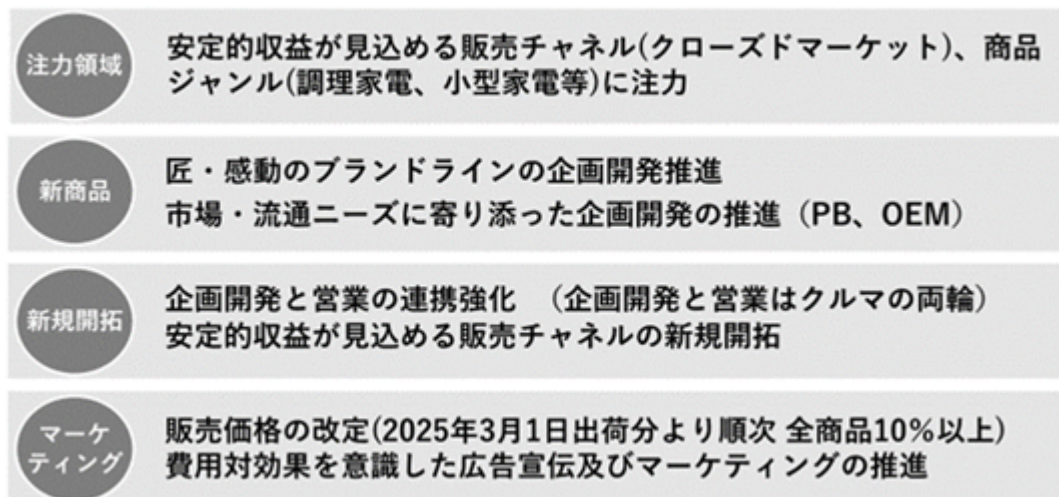 注力領域
安定的収益が見込める販売チャネル(クローズドマーケット)、商品
ジャンル(調理家電、小型家電等)に注力
新商品
匠・感動のブランドラインの企画開発推進
市場・流通ニーズに寄り添った企画開発の推進（PB、OEM）
新規開拓
企画開発と営業の連携強化　（企画開発と営業はクルマの両輪）
安定的収益が見込める販売チャネルの新規開拓
マーケ
ティング
販売価格の改定(2025年3月1日出荷分より順次 全商品10%以上)
費用対効果を意識した広告宣伝及びマーケティングの推進